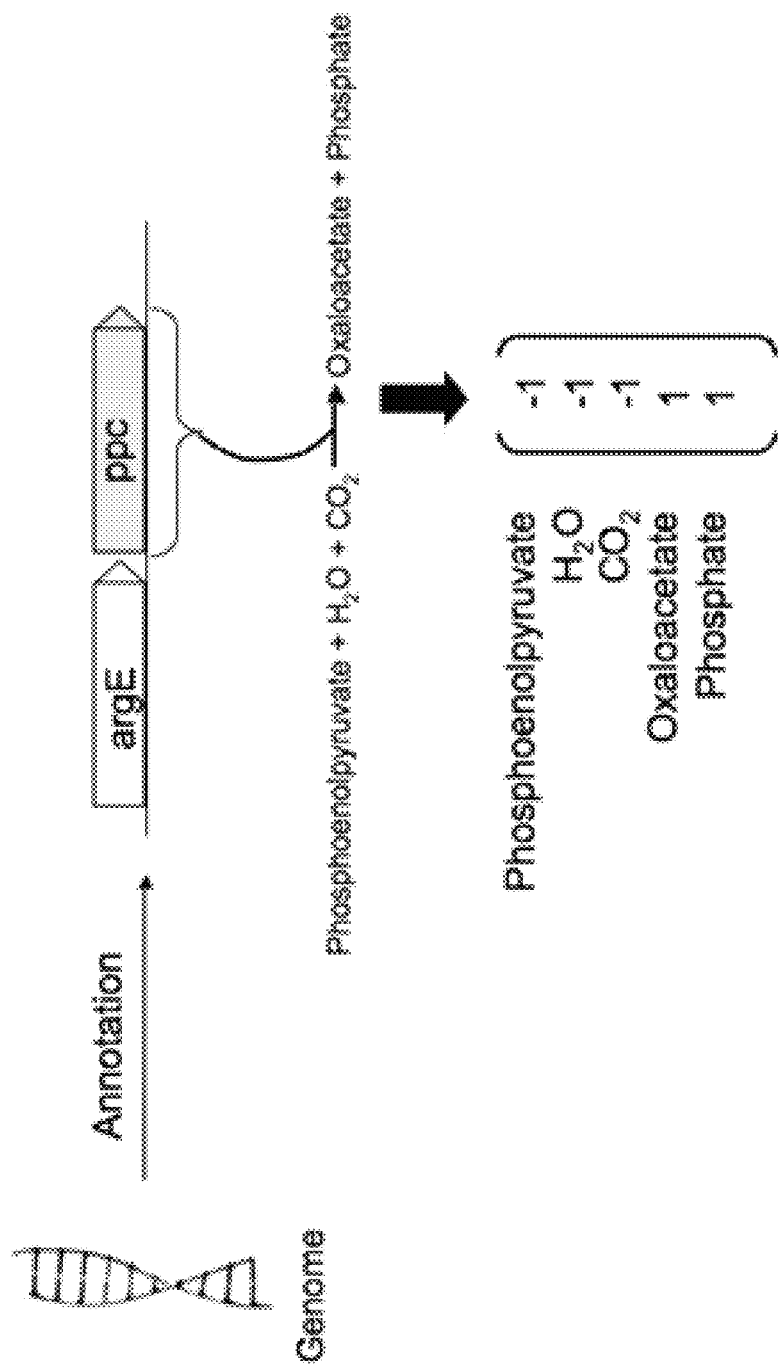 Genome
Annotation
argE
ppc
Phosphoenolpyruvate + H₂O + CO₂ Oxaloacetate + Phosphate
Phosphoenolpyruvate -1
H₂O -1
CO₂ -1
Oxaloacetate 1
Phosphate 1